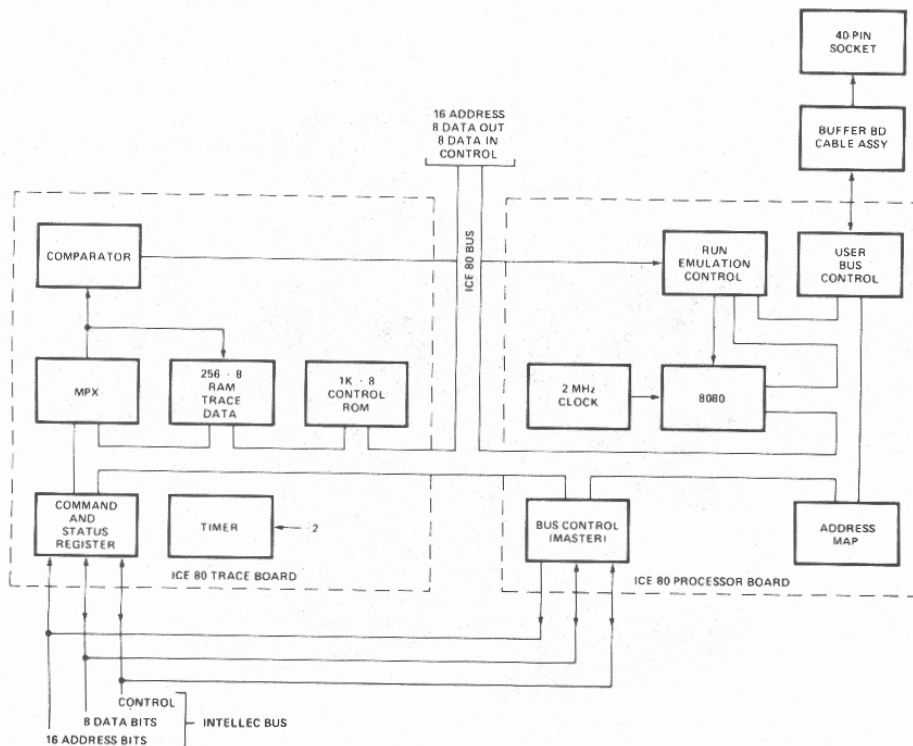 40-PIN
SOCKET
BUFFER BD
CABLE ASSY
16 ADDRESS
8 DATA OUT
8 DATA IN
CONTROL
ICE 80 BUS
COMPARATOR
RUN
EMULATION
CONTROL
USER
BUS
CONTROL
MPX
256 · 8
RAM
TRACE
DATA
1K · 8
CONTROL
ROM
2 MHz
CLOCK
8080
COMMAND
AND
STATUS
REGISTER
TIMER
2
BUS CONTROL
(MASTER)
ADDRESS
MAP
ICE 80 TRACE BOARD
ICE 80 PROCESSOR BOARD
CONTROL
8 DATA BITS
16 ADDRESS BITS
INTELLEC BUS